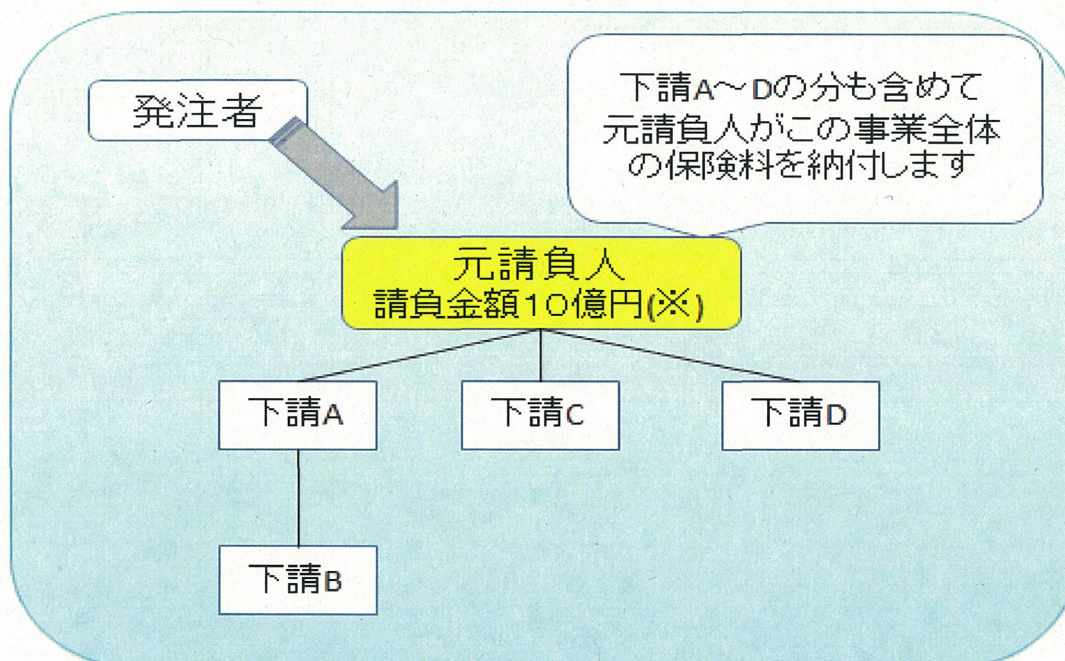 発注者
下請A～Dの分も含めて
元請負人がこの事業全体
の保険料を納付します
元請負人
請負金額10億円(※)
下請A
下請C
下請D
下請B